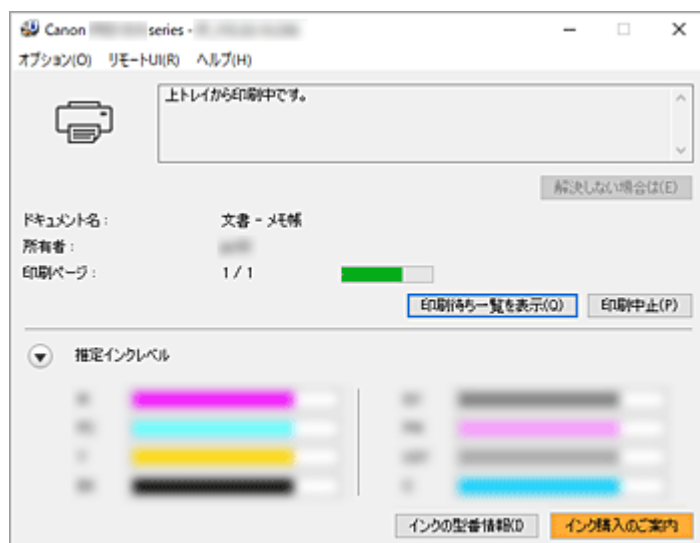 Canon series -
オプション(O) リモートUI(R) ヘルプ(H)
上トレイから印刷中です。
解決しない場合は(E)
ドキュメント名 : 文書 - メモ帳
所有者 :
印刷ページ : 1 / 1
印刷待ち一覧を表示(Q) 印刷中止(P)
推定インクレベル
インクの型番情報(I) インク購入のご案内